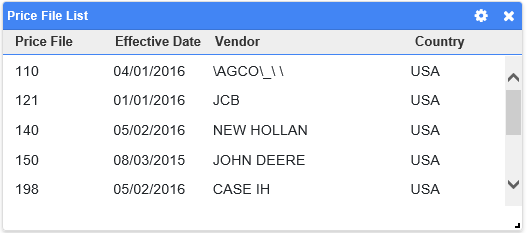 Price File List
Price File Effective Date Vendor Country
110 04/01/2016 \AGCO\_\ \ USA
121 01/01/2016 JCB USA
140 05/02/2016 NEW HOLLAN USA
150 08/03/2015 JOHN DEERE USA
198 05/02/2016 CASE IH USA